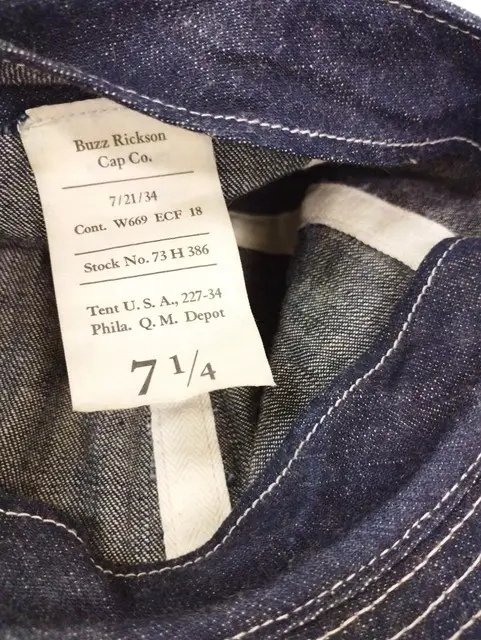 Buzz Rickson
Cap Co.
7/21/34
Cont. W669 ECF 18
Stock No. 73 H 386
Tent U. S. A., 227-34
Phila. Q. M. Depot
7 1/4